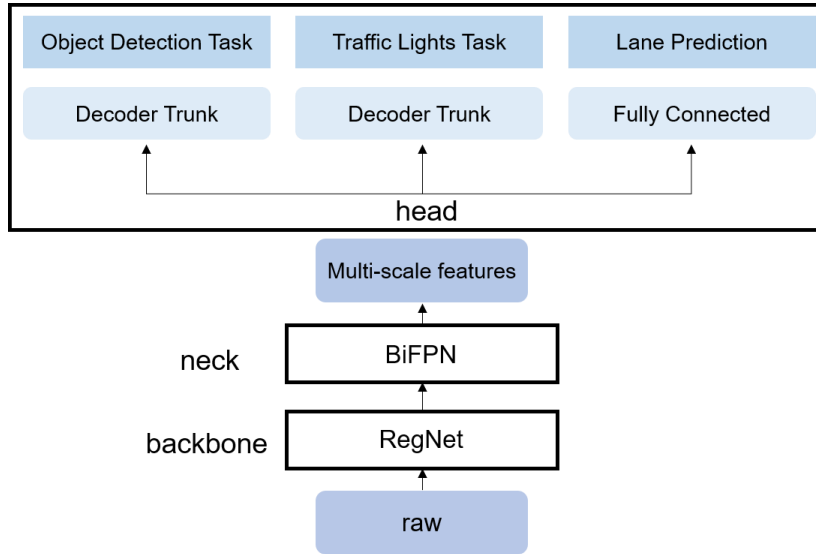 Object Detection Task
Traffic Lights Task
Lane Prediction
Decoder Trunk
Decoder Trunk
Fully Connected
head
Multi-scale features
neck
BiFPN
backbone
RegNet
raw